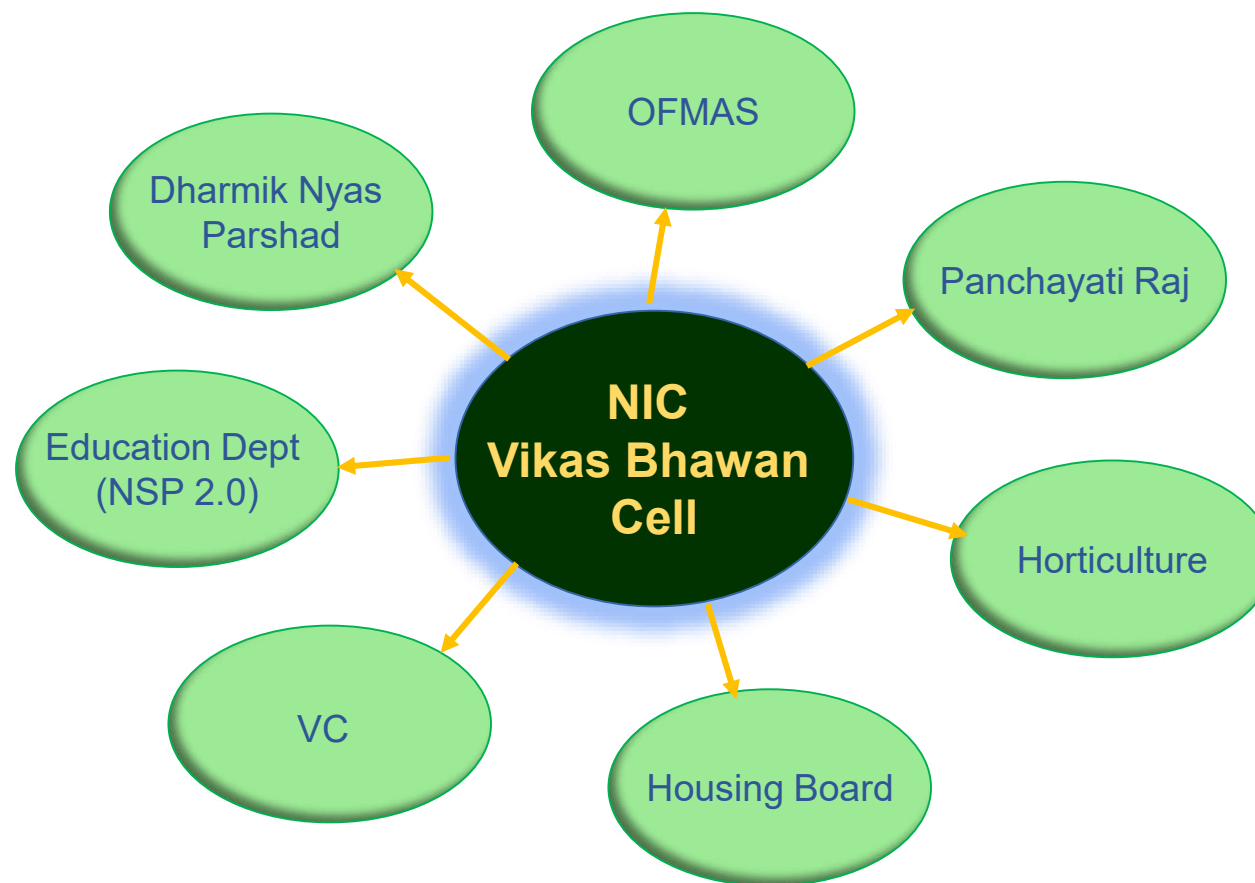 OFMAS
Dharmik Nyas
Parshad
Panchayati Raj
NIC
Vikas Bhawan
Cell
Education Dept
(NSP 2.0)
Horticulture
VC
Housing Board